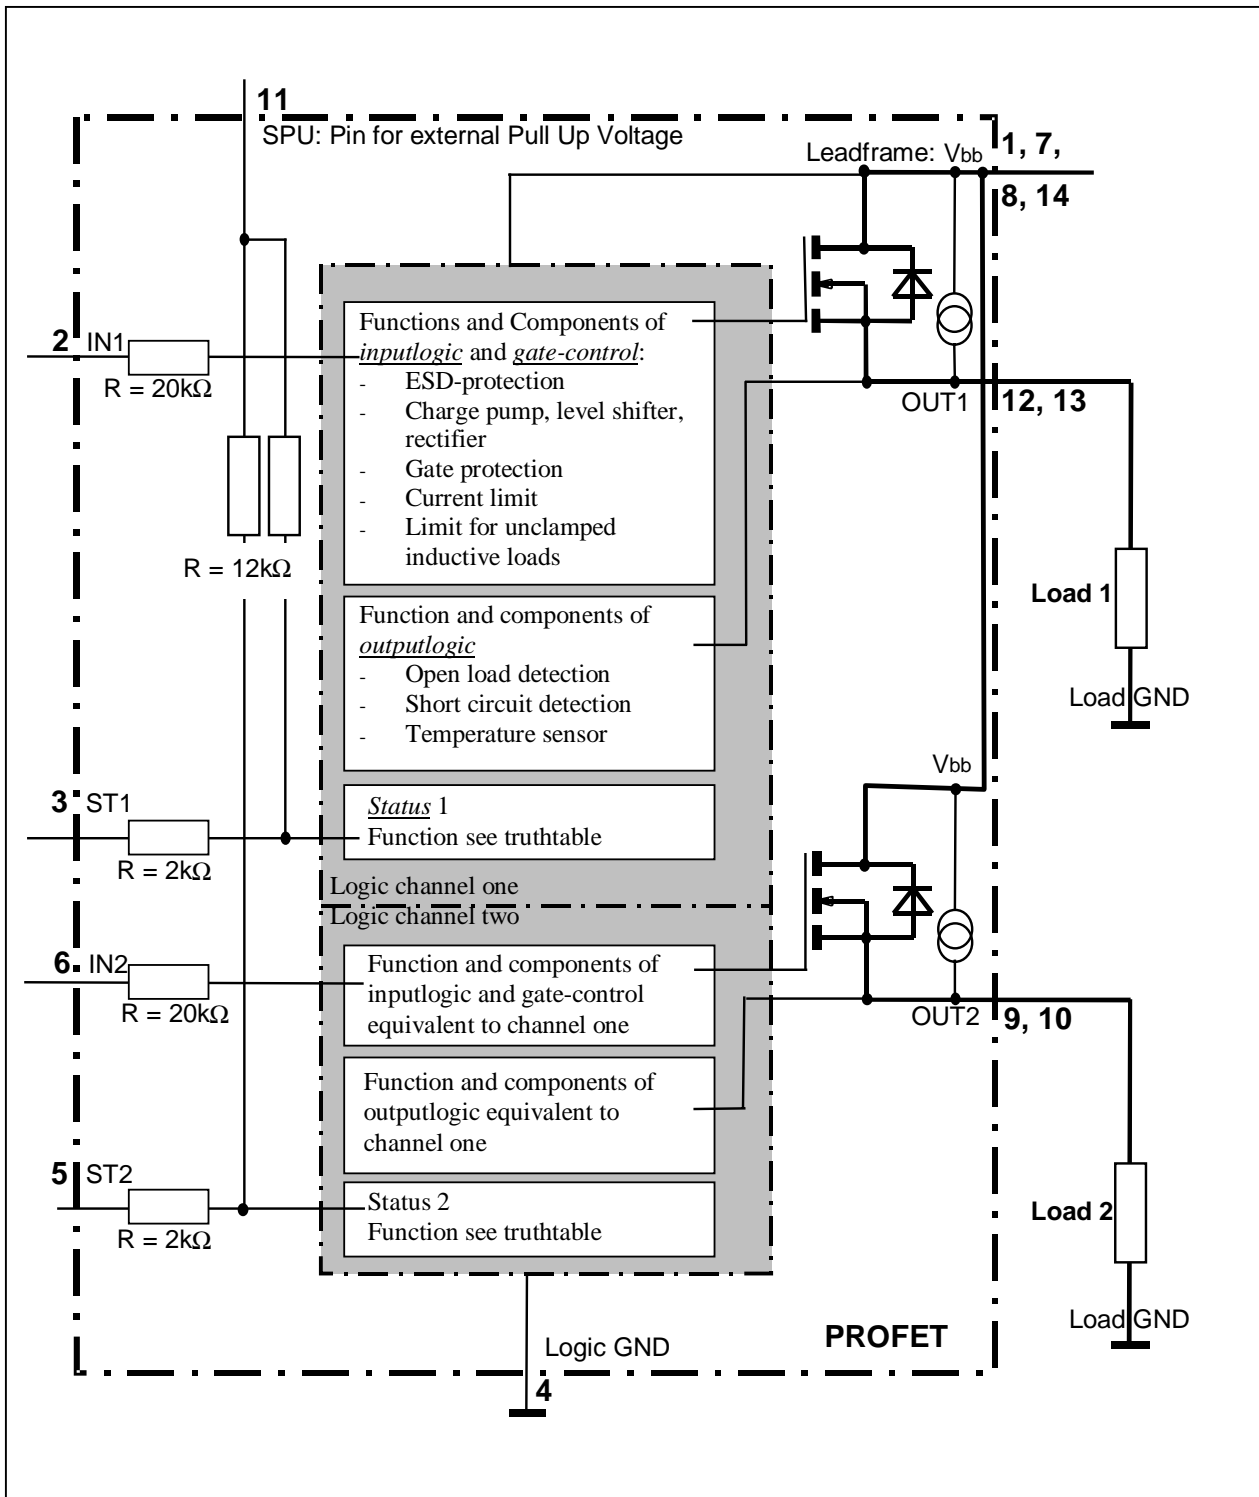 11
SPU: Pin for external Pull Up Voltage
Leadframe: Vbb
1, 7,
8, 14
Functions and Components of
inputlogic and gate-control:
- ESD-protection
- Charge pump, level shifter,
rectifier
- Gate protection
- Current limit
- Limit for unclamped
inductive loads
2 IN1
R = 20kΩ
OUT1
12, 13
R = 12kΩ
Load 1
Load GND
Function and components of
outputlogic
- Open load detection
- Short circuit detection
- Temperature sensor
Vbb
3 ST1
R = 2kΩ
Status 1
Function see truthtable
Logic channel one
Logic channel two
6 IN2
R = 20kΩ
Function and components of
inputlogic and gate-control
equivalent to channel one
OUT2
9, 10
Function and components of
outputlogic equivalent to
channel one
5 ST2
R = 2kΩ
Status 2
Function see truthtable
Load 2
Load GND
PROFET
Logic GND
4